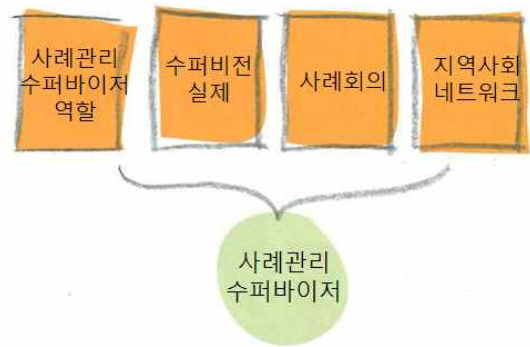 사례관리
수퍼바이저
역할
수퍼비전
실제
사례회의
지역사회
네트워크
사례관리
수퍼바이저